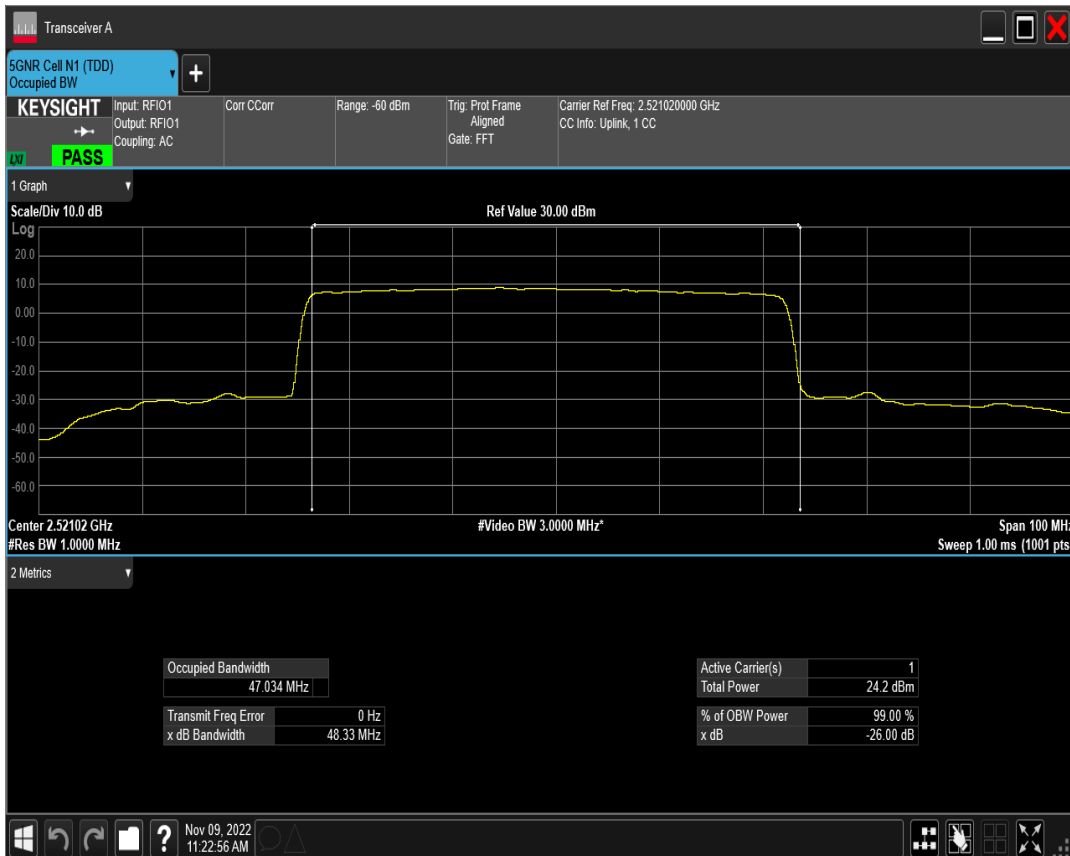 Transceiver A
5GNR Cell N1 (TDD)
Occupied BW
+
KEYSIGHT
LXI
PASS
Input: RFIO1
Output: RFIO1
Coupling: AC
Corr CCorr
Range: -60 dBm
Trig: Prot Frame
Aligned
Gate: FFT
Carrier Ref Freq: 2.521020000 GHz
CC Info: Uplink, 1 CC
1 Graph
Scale/Div 10.0 dB
Ref Value 30.00 dBm
Log
20.0
10.0
0.00
-10.0
-20.0
-30.0
-40.0
-50.0
-60.0
Center 2.52102 GHz
#Video BW 3.0000 MHz*
Span 100 MHz
#Res BW 1.0000 MHz
Sweep 1.00 ms (1001 pts
2 Metrics
Occupied Bandwidth
47.034 MHz
Transmit Freq Error 0 Hz
x dB Bandwidth 48.33 MHz
Active Carrier(s) 1
Total Power 24.2 dBm
% of OBW Power 99.00 %
x dB -26.00 dB
?
Nov 09, 2022
11:22:56 AM